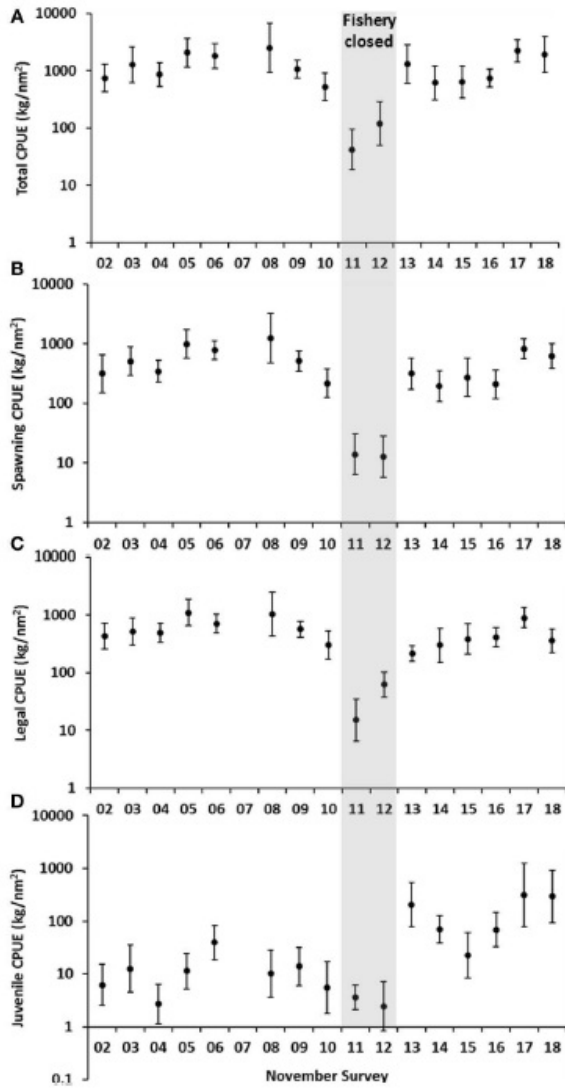 A
Fishery
closed
Total CPUE (kg/nm²)
10000
1000
100
10
1
02 03 04 05 06 07 08 09 10 11 12 13 14 15 16 17 18
B
Spawning CPUE (kg/nm²)
10000
1000
100
10
1
02 03 04 05 06 07 08 09 10 11 12 13 14 15 16 17 18
C
Legal CPUE (kg/nm²)
10000
1000
100
10
1
02 03 04 05 06 07 08 09 10 11 12 13 14 15 16 17 18
D
Juvenile CPUE (kg/nm²)
10000
1000
100
10
1
0.1
02 03 04 05 06 07 08 09 10 11 12 13 14 15 16 17 18
November Survey